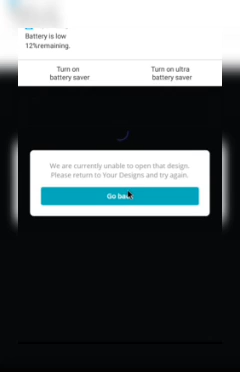 Battery is low
12%remaining.
Turn on
battery saver
Turn on ultra
battery saver
We are currently unable to open that design.
Please return to Your Designs and try again.
Go back